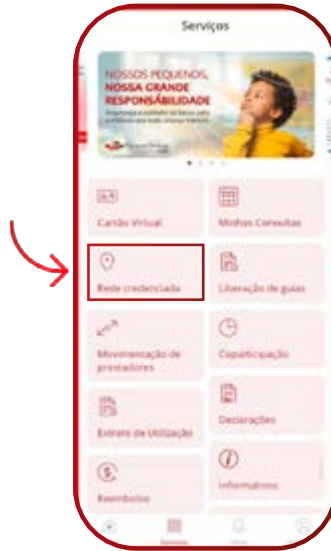 Serviços
NOSSOS PEQUENOS,
NOSSA GRANDE
RESPONSABILIDADE
Cartão Virtual
Minhas Consultas
Rede credenciada
Liberação de guias
Movimentação de
prestadores
Coparticipação
Extrato de Utilização
Declarações
Reembolso
Informativos
Serviços